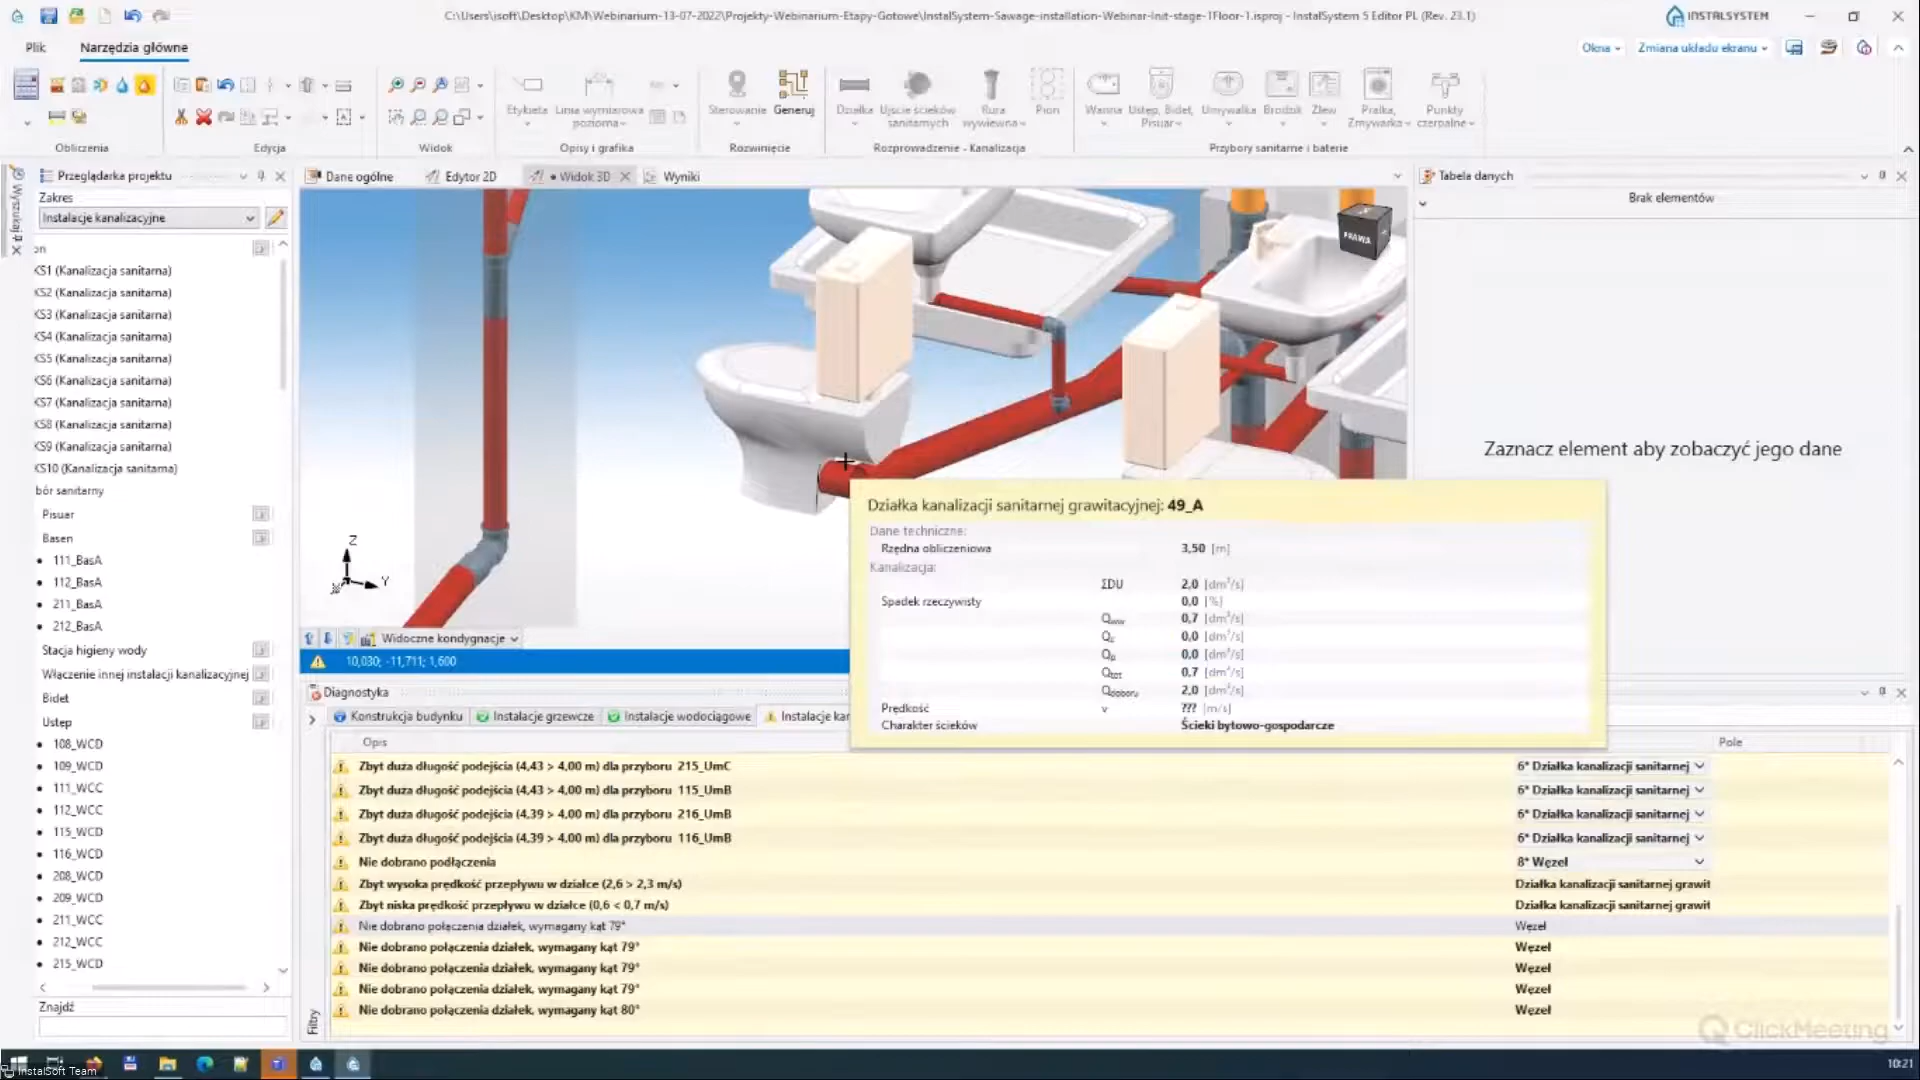 C:\Users\isoft\Desktop\KM\Webinarium-13-07-2022\Projekty-Webinarium-Etapy-Gotowe\InstalSystem-Sawage-installation-Webinar-Init-stage-1Floor-1.isproj - InstalSystem 5 Editor PL (Rev. 23.1)
INSTALSYSTEM
Plik
Narzędzia główne
Okna
Zmiana układu ekranu
Etykieta
Linia wymiarowa pozioma
Sterowanie
Generuj
Działka
Ujście ścieków sanitarnych
Rura wywiewna
Pion
Wanna
Ustęp, Bidet, Pisuar
Umywalka
Brodzik
Zlew
Pralka, Zmywarka
Punkty czerpalne
Obliczenia
Edycja
Widok
Opisy i grafika
Rozwinięcie
Rozprowadzenie - Kanalizacja
Przybory sanitarne i baterie
Wyszukaj
Przeglądarka projektu
Dane ogólne
Edytor 2D
Widok 3D
Wyniki
Tabela danych
Brak elementów
Zakres
Instalacje kanalizacyjne
on
KS1 (Kanalizacja sanitarna)
KS2 (Kanalizacja sanitarna)
KS3 (Kanalizacja sanitarna)
KS4 (Kanalizacja sanitarna)
KS5 (Kanalizacja sanitarna)
KS6 (Kanalizacja sanitarna)
KS7 (Kanalizacja sanitarna)
KS8 (Kanalizacja sanitarna)
KS9 (Kanalizacja sanitarna)
KS10 (Kanalizacja sanitarna)
bór sanitarny
Pisuar
Basen
111_BasA
112_BasA
211_BasA
212_BasA
Stacja higieny wody
Włączenie innej instalacji kanalizacyjnej
Bidet
Ustęp
108_WCD
109_WCD
111_WCC
112_WCC
115_WCD
116_WCD
208_WCD
209_WCD
211_WCC
212_WCC
215_WCD
Znajdź
PRAWA
Z
Y
Zaznacz element aby zobaczyć jego dane
Działka kanalizacji sanitarnej grawitacyjnej: 49_A
Dane techniczne:
Rzędna obliczeniowa 3,50 [m]
Kanalizacja:
ΣDU 2,0 [dm³/s]
Spadek rzeczywisty 0,0 [%]
Qww 0,7 [dm³/s]
Qc 0,0 [dm³/s]
Qp 0,0 [dm³/s]
Qtot 0,7 [dm³/s]
Qdoboru 2,0 [dm³/s]
Prędkość v ??? [m/s]
Charakter ścieków Ścieki bytowo-gospodarcze
Widoczne kondygnacje
10,030; -11,711; 1,600
Diagnostyka
Konstrukcja budynku
Instalacje grzewcze
Instalacje wodociągowe
Instalacje kar
Opis
Pole
Zbyt duża długość podejścia (4,43 > 4,00 m) dla przyboru 215_UmC 6* Działka kanalizacji sanitarnej
Zbyt duża długość podejścia (4,43 > 4,00 m) dla przyboru 115_UmB 6* Działka kanalizacji sanitarnej
Zbyt duża długość podejścia (4,39 > 4,00 m) dla przyboru 216_UmB 6* Działka kanalizacji sanitarnej
Zbyt duża długość podejścia (4,39 > 4,00 m) dla przyboru 116_UmB 6* Działka kanalizacji sanitarnej
Nie dobrano podłączenia 8* Węzeł
Zbyt wysoka prędkość przepływu w działce (2,6 > 2,3 m/s) Działka kanalizacji sanitarnej grawit
Zbyt niska prędkość przepływu w działce (0,6 < 0,7 m/s) Działka kanalizacji sanitarnej grawit
Nie dobrano połączenia działek, wymagany kąt 79° Węzeł
Nie dobrano połączenia działek, wymagany kąt 79° Węzeł
Nie dobrano połączenia działek, wymagany kąt 79° Węzeł
Nie dobrano połączenia działek, wymagany kąt 79° Węzeł
Nie dobrano połączenia działek, wymagany kąt 80° Węzeł
Filtry
ClickMeeting
InstalSoft Team
10:21